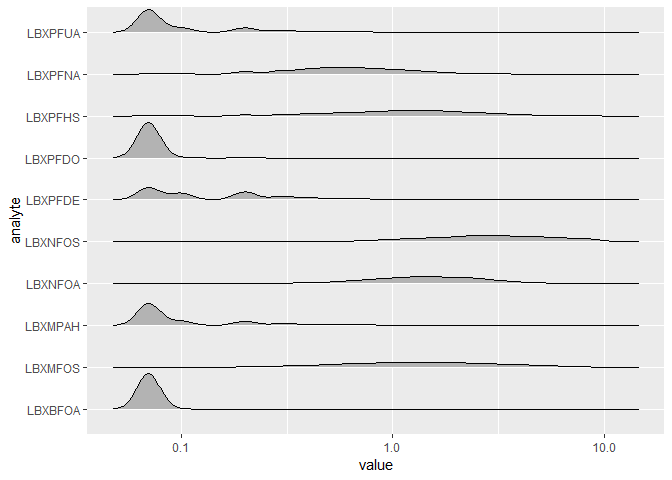 LBXPFUA
LBXPFNA
LBXPFHS
LBXPFDO
LBXPFDE
LBXNFOS
LBXNFOA
LBXMPAH
LBXMFOS
LBXBFOA
analyte
0.1 1.0 10.0
value